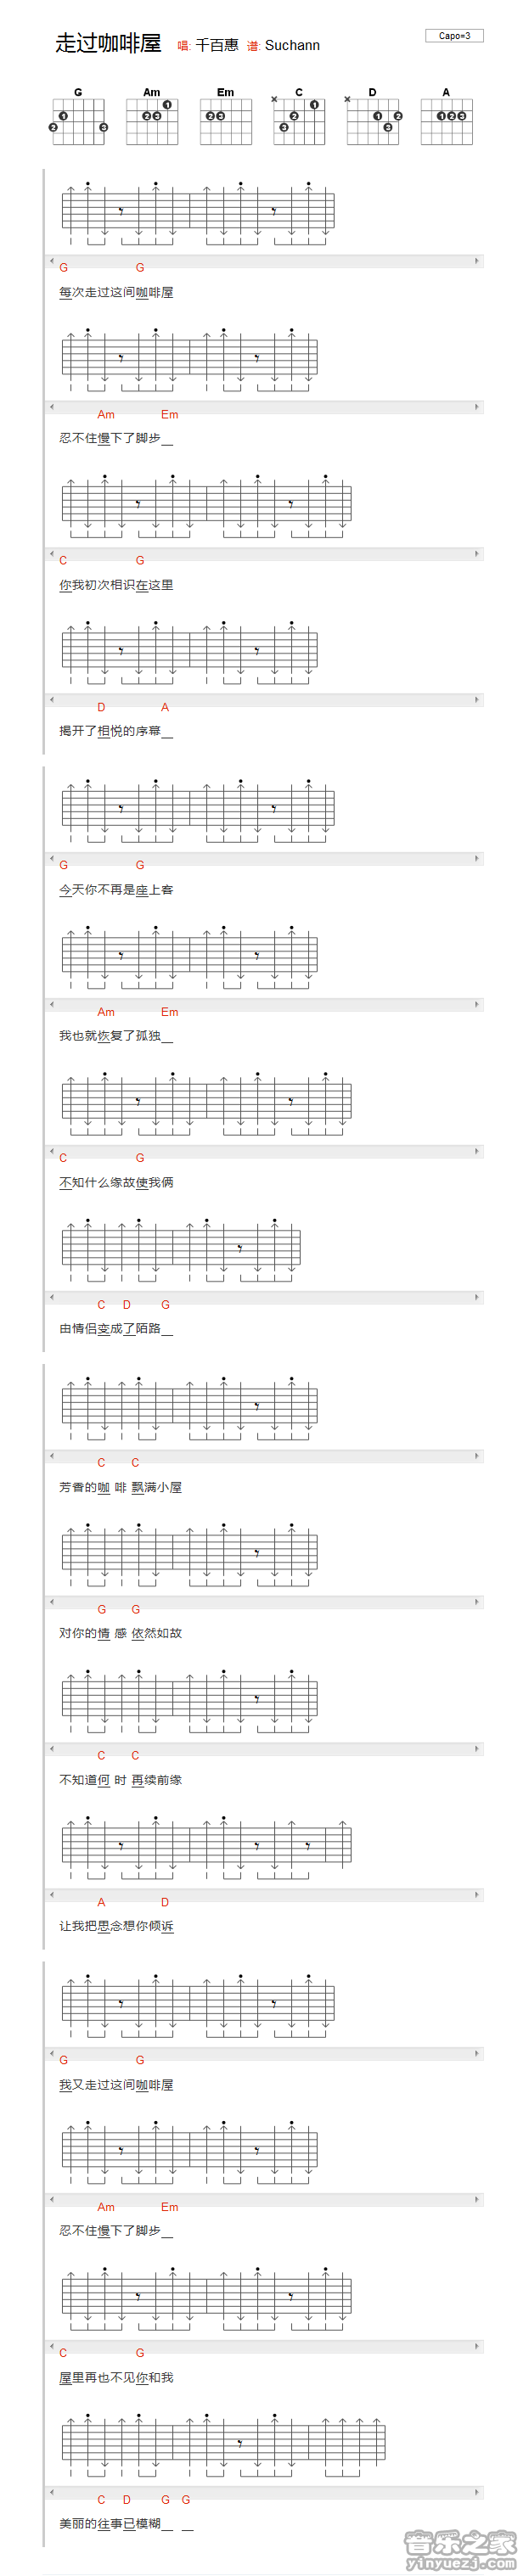 走过咖啡屋 唱: 千百惠 谱: Suchann
Capo=3
G Am Em C D A
G G
每次走过这间咖啡屋
Am Em
忍不住慢下了脚步
C G
你我初次相识在这里
D A
揭开了相悦的序幕
G G
今天你不再是座上客
Am Em
我也就恢复了孤独
C G
不知什么缘故使我俩
C D G
由情侣变成了陌路
C C
芳香的咖 啡 飘满小屋
G G
对你的情 感 依然如故
C C
不知道何 时 再续前缘
A D
让我把思念想你倾诉
G G
我又走过这间咖啡屋
Am Em
忍不住慢下了脚步
C G
屋里再也不见你和我
C D G G
美丽的往事已模糊
音乐之家
yinyuezj.com